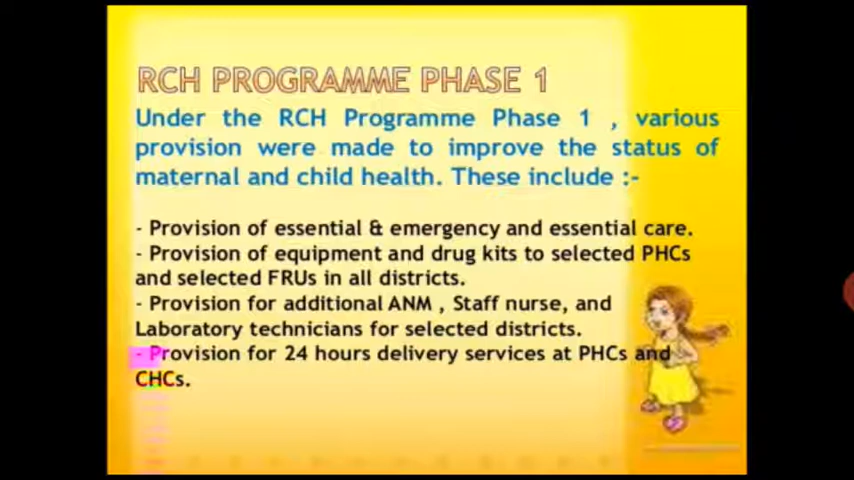 RCH PROGRAMME PHASE 1
Under the RCH Programme Phase 1 , various
provision were made to improve the status of
maternal and child health. These include :-
- Provision of essential & emergency and essential care.
- Provision of equipment and drug kits to selected PHCs
and selected FRUs in all districts.
- Provision for additional ANM , Staff nurse, and
Laboratory technicians for selected districts.
- Provision for 24 hours delivery services at PHCs and
CHCs.